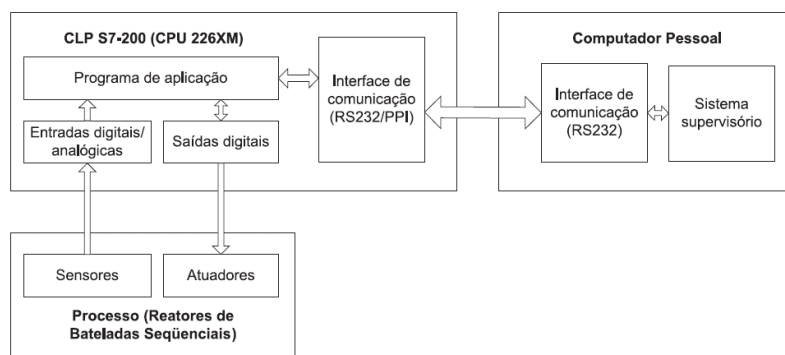 CLP S7-200 (CPU 226XM)
Programa de aplicação
Entradas digitais/
analógicas
Saídas digitais
Interface de
comunicação
(RS232/PPI)
Computador Pessoal
Interface de
comunicação
(RS232)
Sistema
supervisório
Sensores
Atuadores
Processo (Reatores de
Bateladas Seqüenciais)